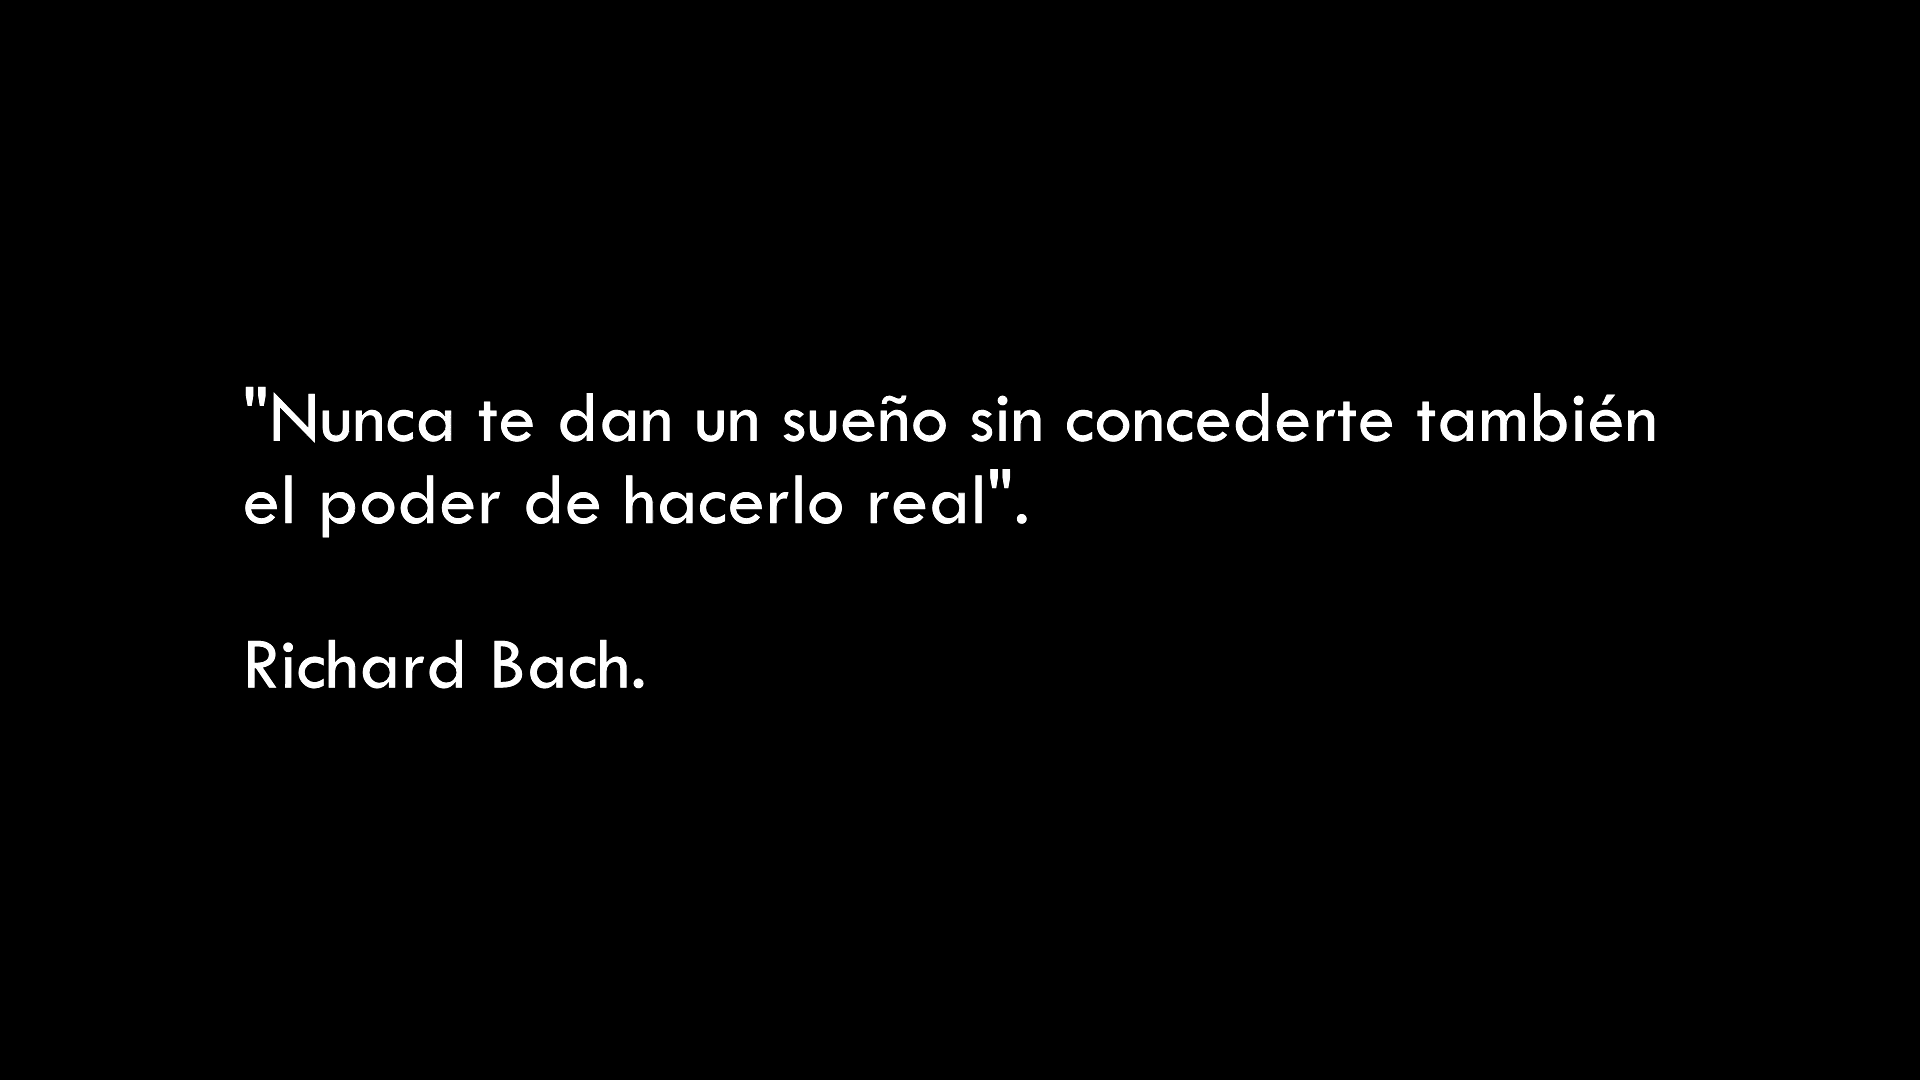 "Nunca te dan un sueño sin concederte también
el poder de hacerlo real".
Richard Bach.